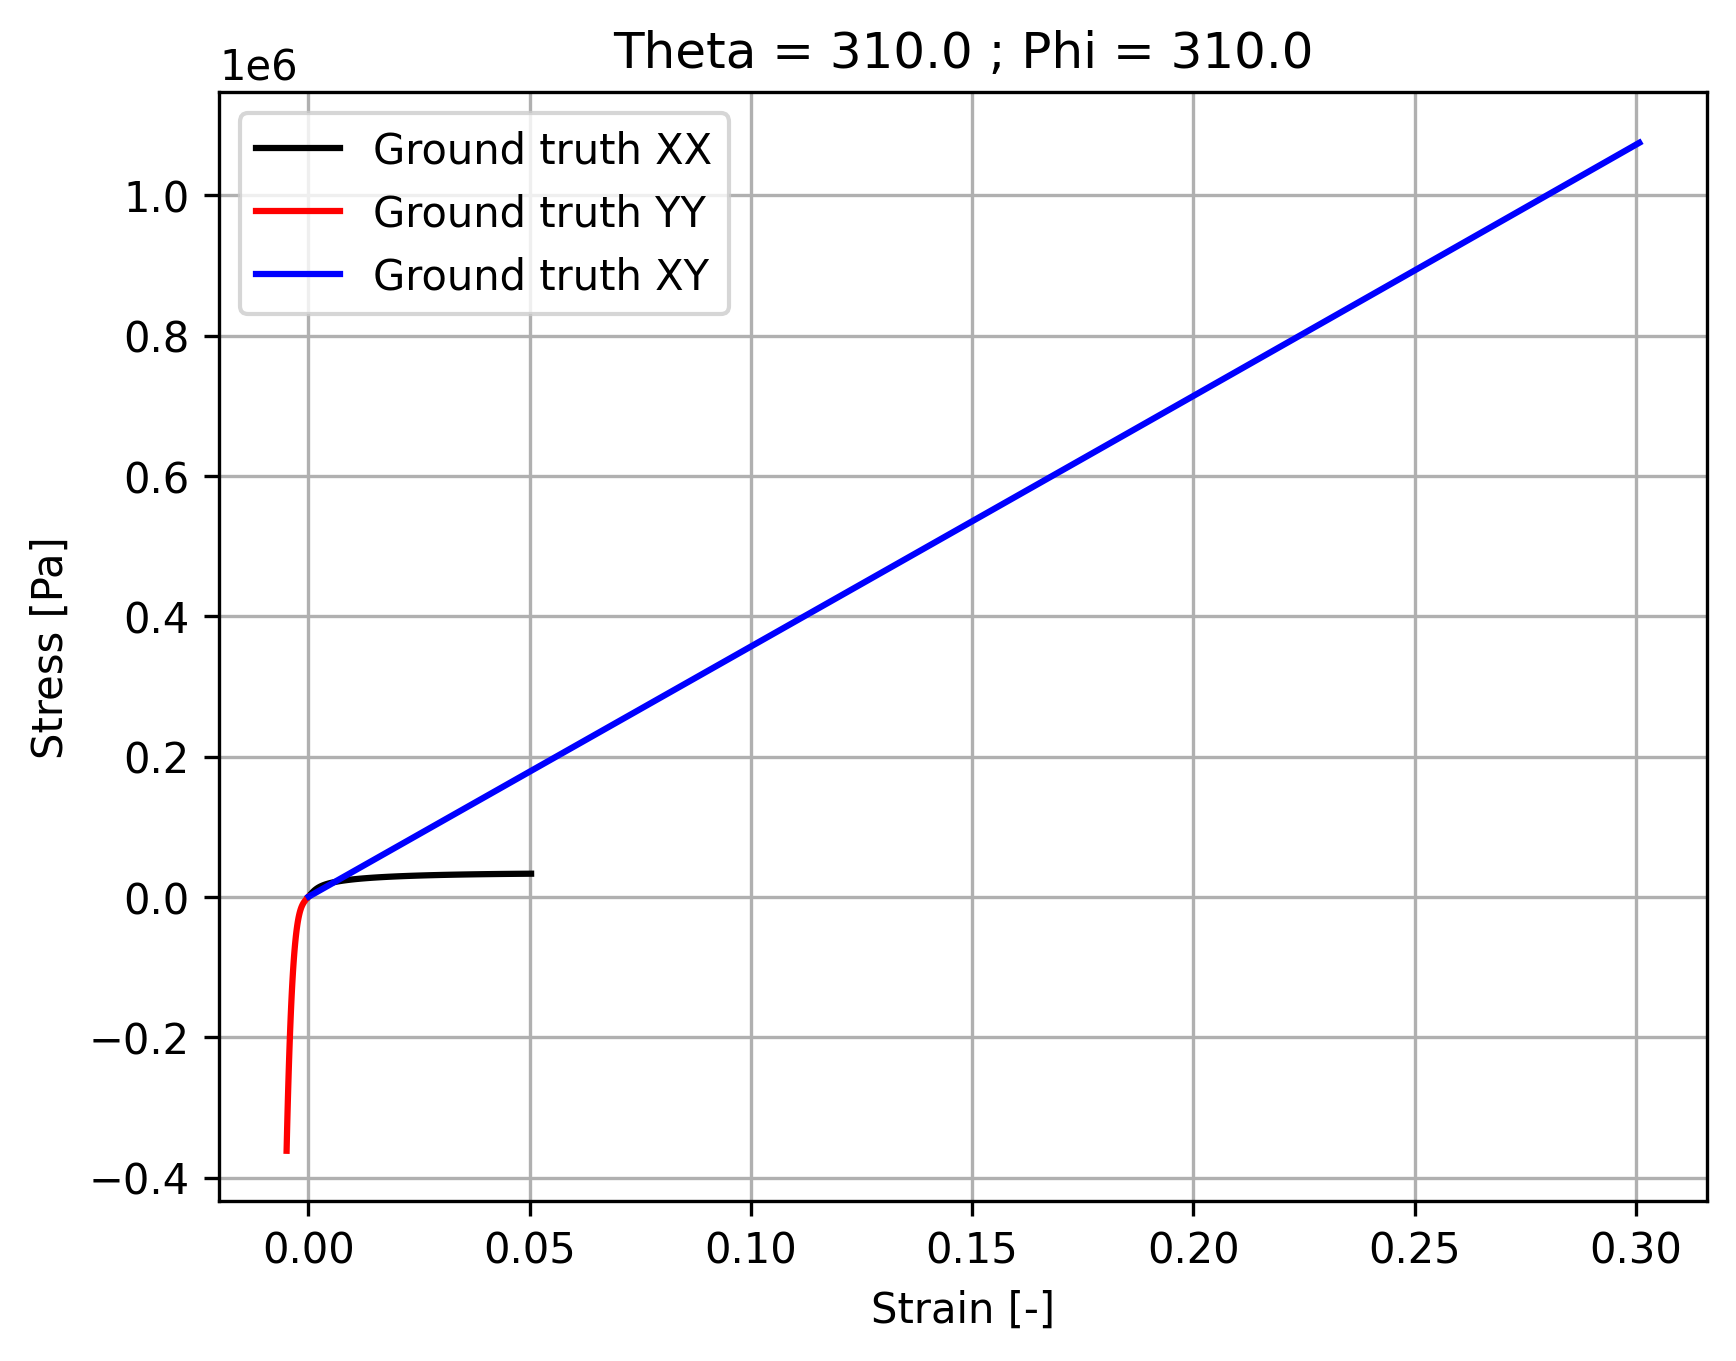 Theta = 310.0 ; Phi = 310.0
1e6
Ground truth XX
Ground truth YY
Ground truth XY
1.0
0.8
0.6
0.4
0.2
0.0
−0.2
−0.4
Stress [Pa]
0.00 0.05 0.10 0.15 0.20 0.25 0.30
Strain [-]